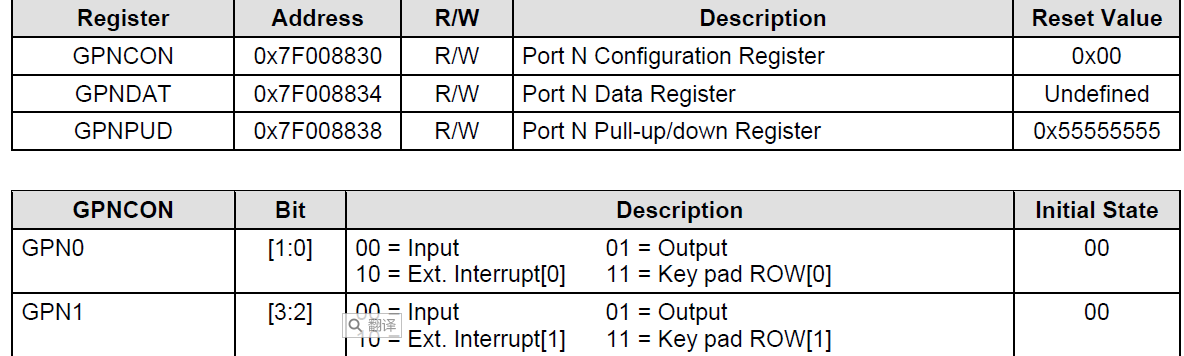 Register Address R/W Description Reset Value
GPNCON 0x7F008830 R/W Port N Configuration Register 0x00
GPNDAT 0x7F008834 R/W Port N Data Register Undefined
GPNPUD 0x7F008838 R/W Port N Pull-up/down Register 0x55555555
GPNCON Bit Description Initial State
GPN0 [1:0] 00 = Input 01 = Output 00
10 = Ext. Interrupt[0] 11 = Key pad ROW[0]
GPN1 [3:2] 00 = Input 01 = Output 00
翻译
10 = Ext. Interrupt[1] 11 = Key pad ROW[1]